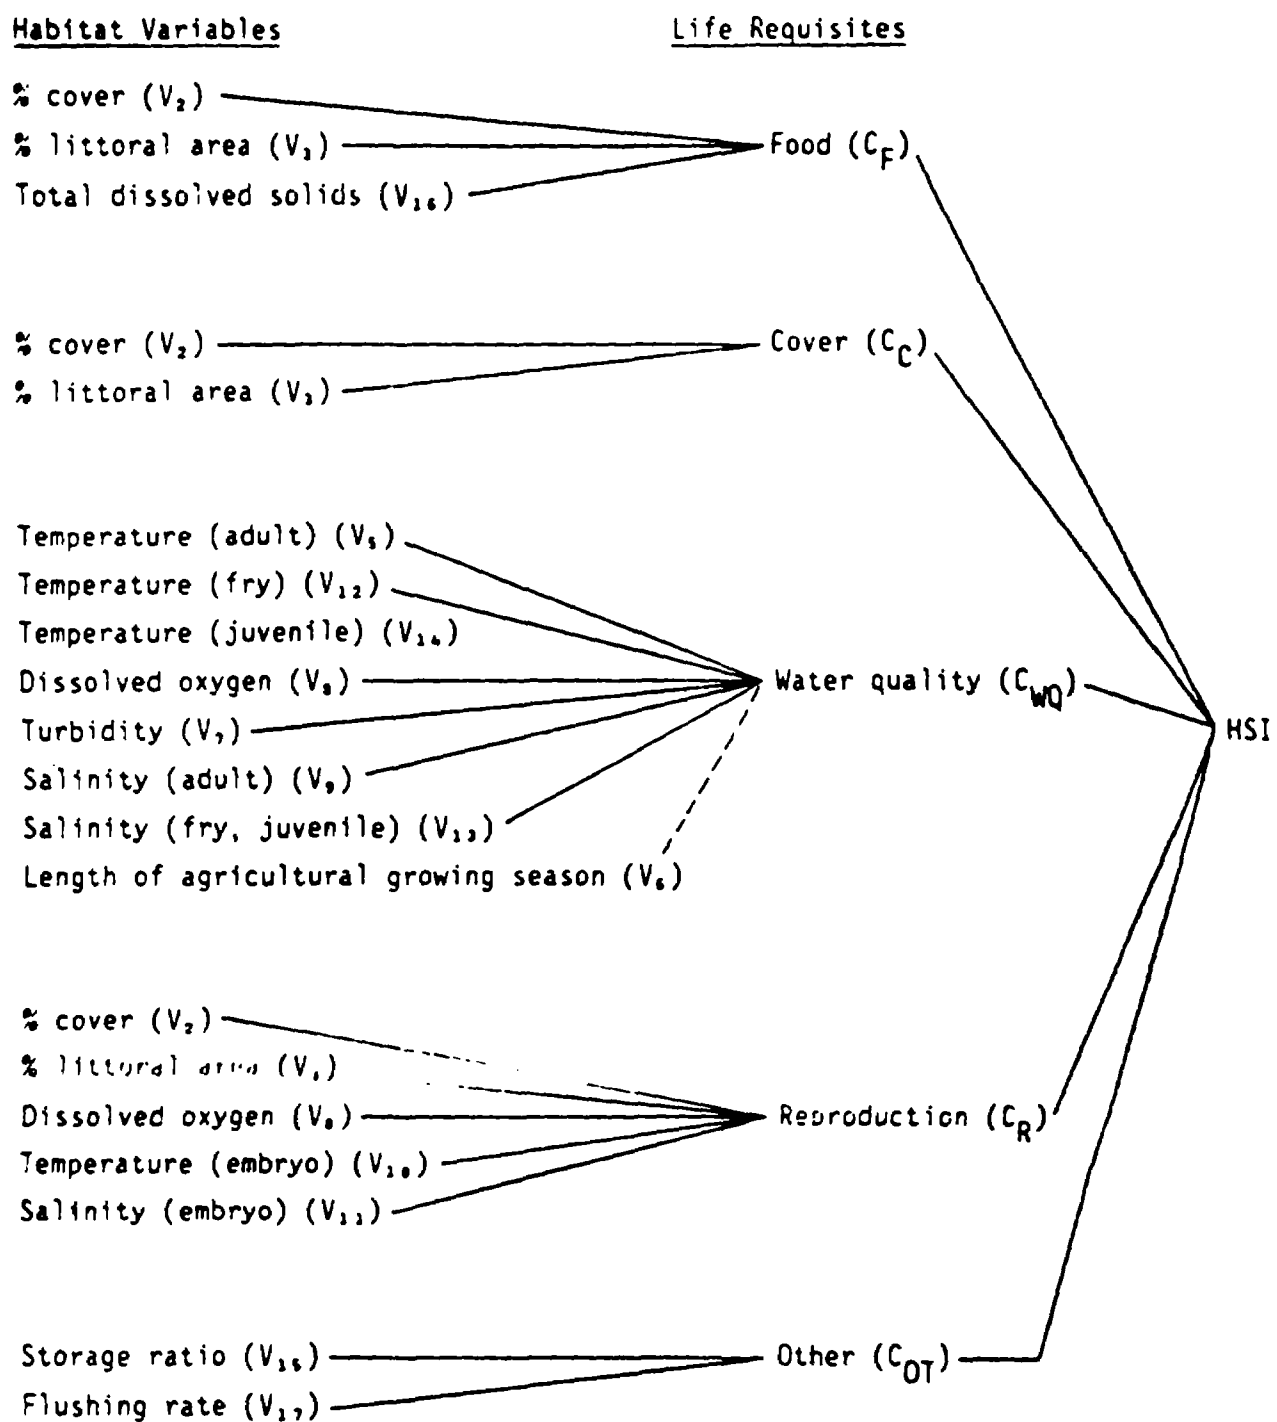 Habitat Variables Life Requisites
% cover (V₂)
% littoral area (V₃) Food (C_F)
Total dissolved solids (V₁₆)
% cover (V₂) Cover (C_C)
% littoral area (V₃)
Temperature (adult) (V₅)
Temperature (fry) (V₁₂)
Temperature (juvenile) (V₁₄)
Dissolved oxygen (V₈) Water quality (C_WQ)
Turbidity (V₇) HSI
Salinity (adult) (V₉)
Salinity (fry, juvenile) (V₁₃)
Length of agricultural growing season (V₆)
% cover (V₂)
% littoral area (V₃)
Dissolved oxygen (V₈) Reproduction (C_R)
Temperature (embryo) (V₁₀)
Salinity (embryo) (V₁₁)
Storage ratio (V₁₅) Other (C_OT)
Flushing rate (V₁₇)